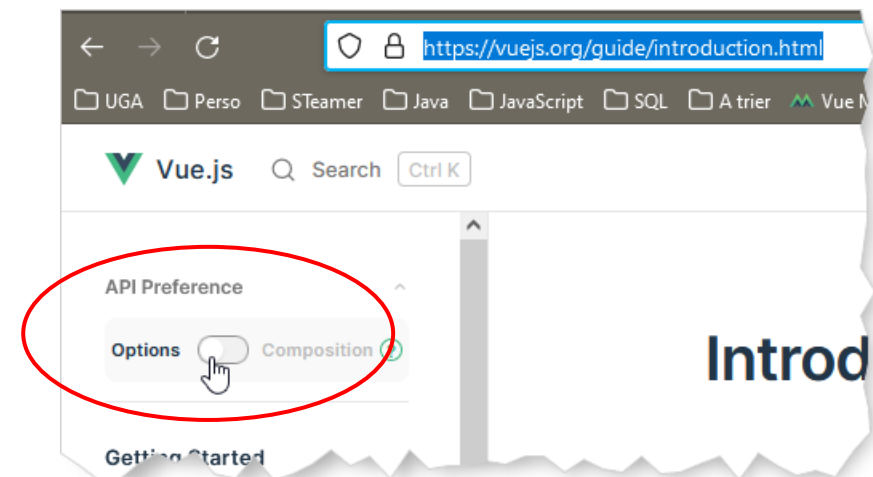 https://vuejs.org/guide/introduction.html
UGA Perso STeamer Java JavaScript SQL A trier Vue
Vue.js Search Ctrl K
API Preference
Options Composition ?
Introd
Getting Started